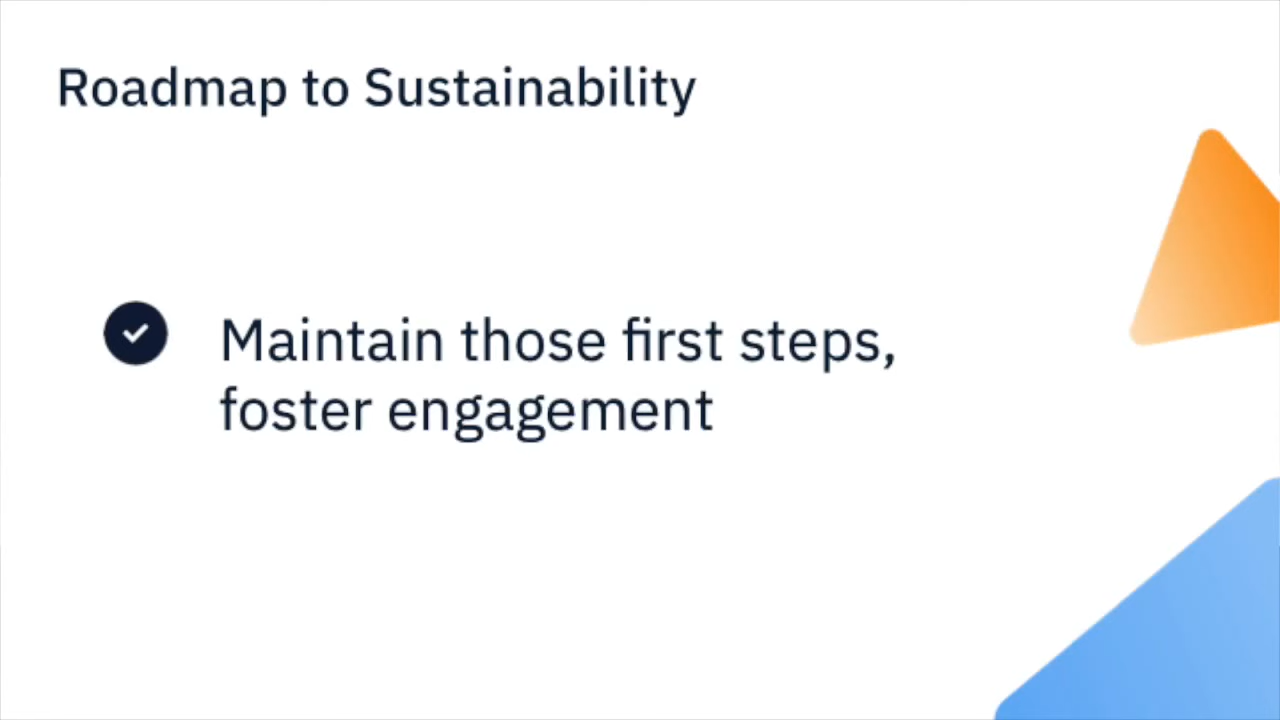 Roadmap to Sustainability
Maintain those first steps,
foster engagement